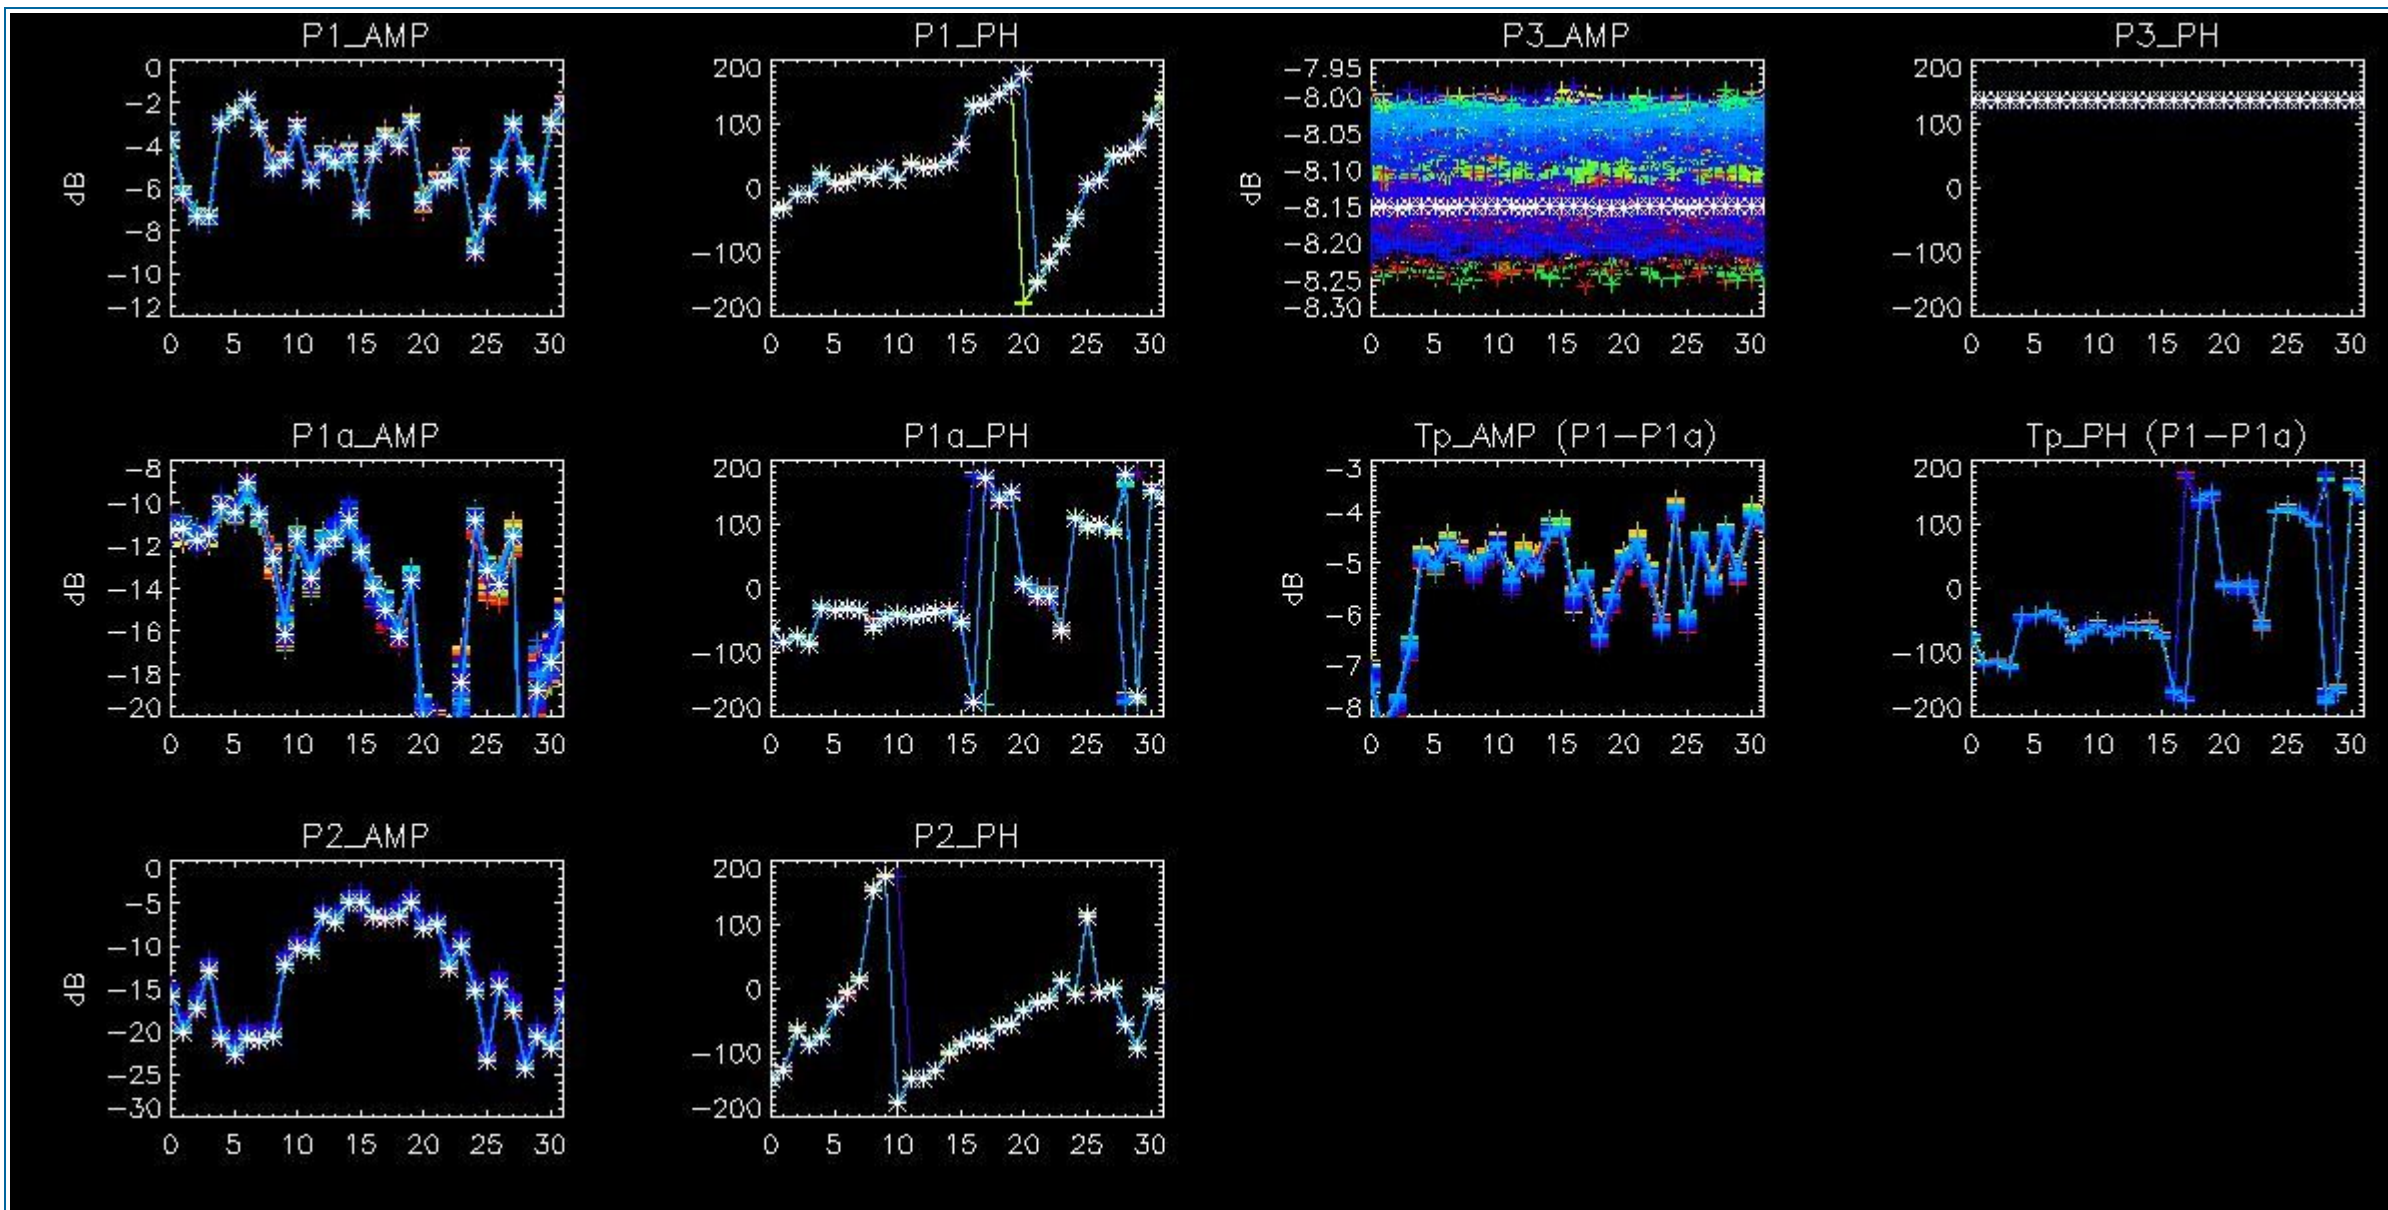 P1_AMP
0
−2
−4
−6
−8
−10
−12
dB
0 5 10 15 20 25 30
P1_PH
200
100
0
−100
−200
0 5 10 15 20 25 30
P3_AMP
−7.95
−8.00
−8.05
−8.10
−8.15
−8.20
−8.25
−8.30
dB
0 5 10 15 20 25 30
P3_PH
200
100
0
−100
−200
0 5 10 15 20 25 30
P1a_AMP
−8
−10
−12
−14
−16
−18
−20
dB
0 5 10 15 20 25 30
P1a_PH
200
100
0
−100
−200
0 5 10 15 20 25 30
Tp_AMP (P1−P1a)
−3
−4
−5
−6
−7
−8
dB
0 5 10 15 20 25 30
Tp_PH (P1−P1a)
200
100
0
−100
−200
0 5 10 15 20 25 30
P2_AMP
0
−5
−10
−15
−20
−25
−30
dB
0 5 10 15 20 25 30
P2_PH
200
100
0
−100
−200
0 5 10 15 20 25 30